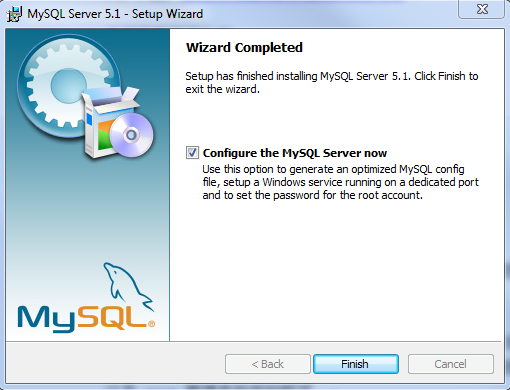 MySQL Server 5.1 - Setup Wizard
Wizard Completed
Setup has finished installing MySQL Server 5.1. Click Finish to
exit the wizard.
Configure the MySQL Server now
Use this option to generate an optimized MySQL config
file, setup a Windows service running on a dedicated port
and to set the password for the root account.
MySQL®
< Back
Finish
Cancel